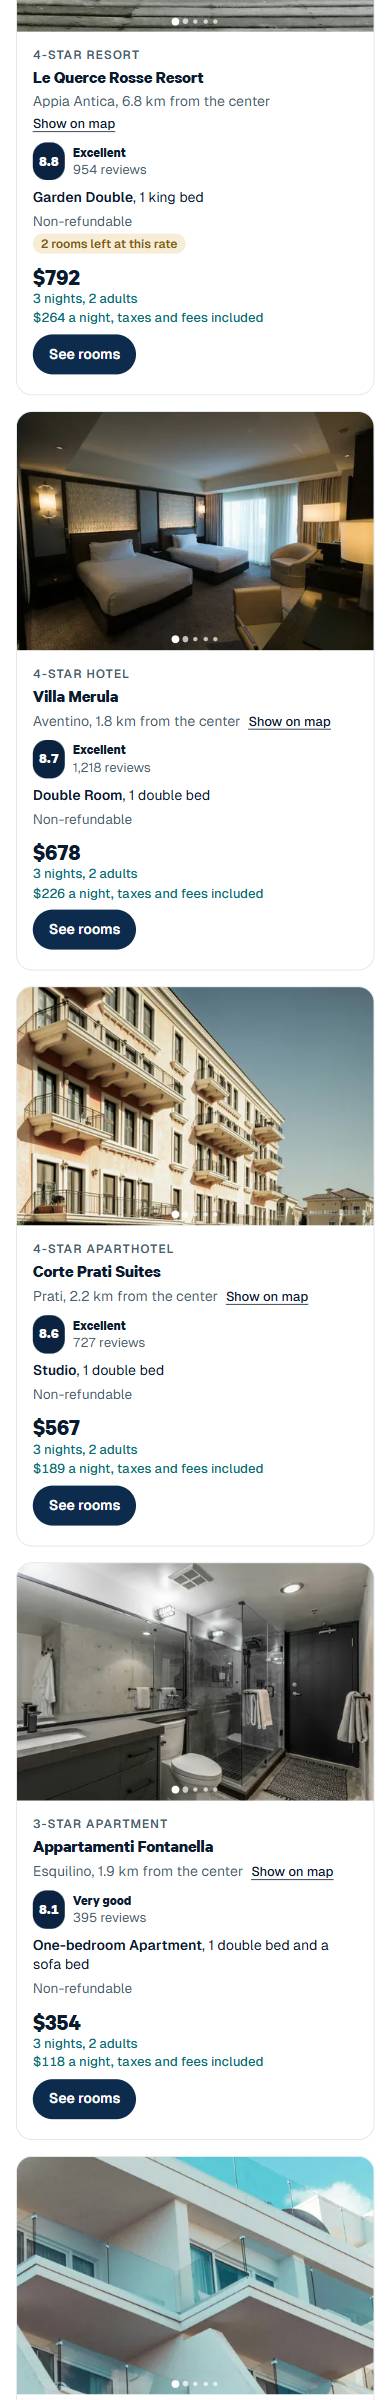 4-STAR RESORT
Le Querce Rosse Resort
Appia Antica, 6.8 km from the center
Show on map
8.8
Excellent
954 reviews
Garden Double, 1 king bed
Non-refundable
2 rooms left at this rate
$792
3 nights, 2 adults
$264 a night, taxes and fees included
See rooms
4-STAR HOTEL
Villa Merula
Aventino, 1.8 km from the center Show on map
8.7
Excellent
1,218 reviews
Double Room, 1 double bed
Non-refundable
$678
3 nights, 2 adults
$226 a night, taxes and fees included
See rooms
4-STAR APARTHOTEL
Corte Prati Suites
Prati, 2.2 km from the center Show on map
8.6
Excellent
727 reviews
Studio, 1 double bed
Non-refundable
$567
3 nights, 2 adults
$189 a night, taxes and fees included
See rooms
3-STAR APARTMENT
Appartamenti Fontanella
Esquilino, 1.9 km from the center Show on map
8.1
Very good
395 reviews
One-bedroom Apartment, 1 double bed and a
sofa bed
Non-refundable
$354
3 nights, 2 adults
$118 a night, taxes and fees included
See rooms